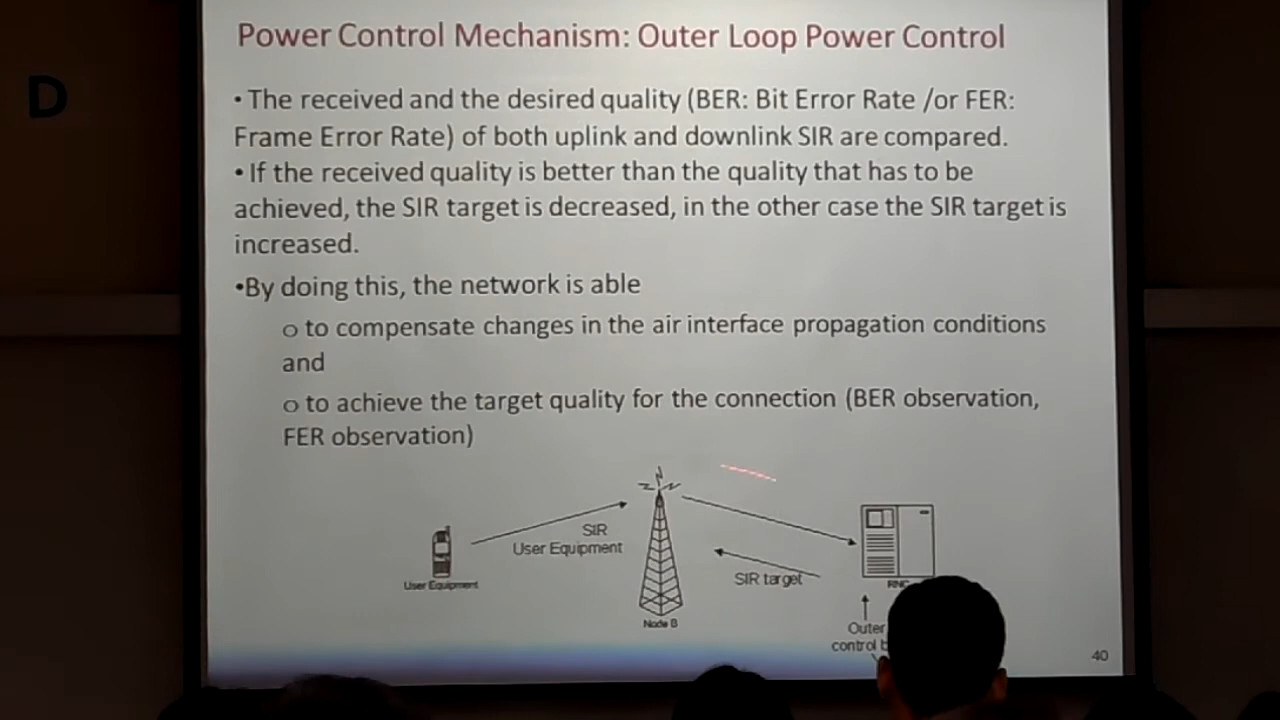 D
Power Control Mechanism: Outer Loop Power Control
• The received and the desired quality (BER: Bit Error Rate /or FER:
Frame Error Rate) of both uplink and downlink SIR are compared.
• If the received quality is better than the quality that has to be
achieved, the SIR target is decreased, in the other case the SIR target is
increased.
•By doing this, the network is able
o to compensate changes in the air interface propagation conditions
and
o to achieve the target quality for the connection (BER observation,
FER observation)
SIR
User Equipment
SIR target
User Equipment
RNC
Node B
Outer
control
40